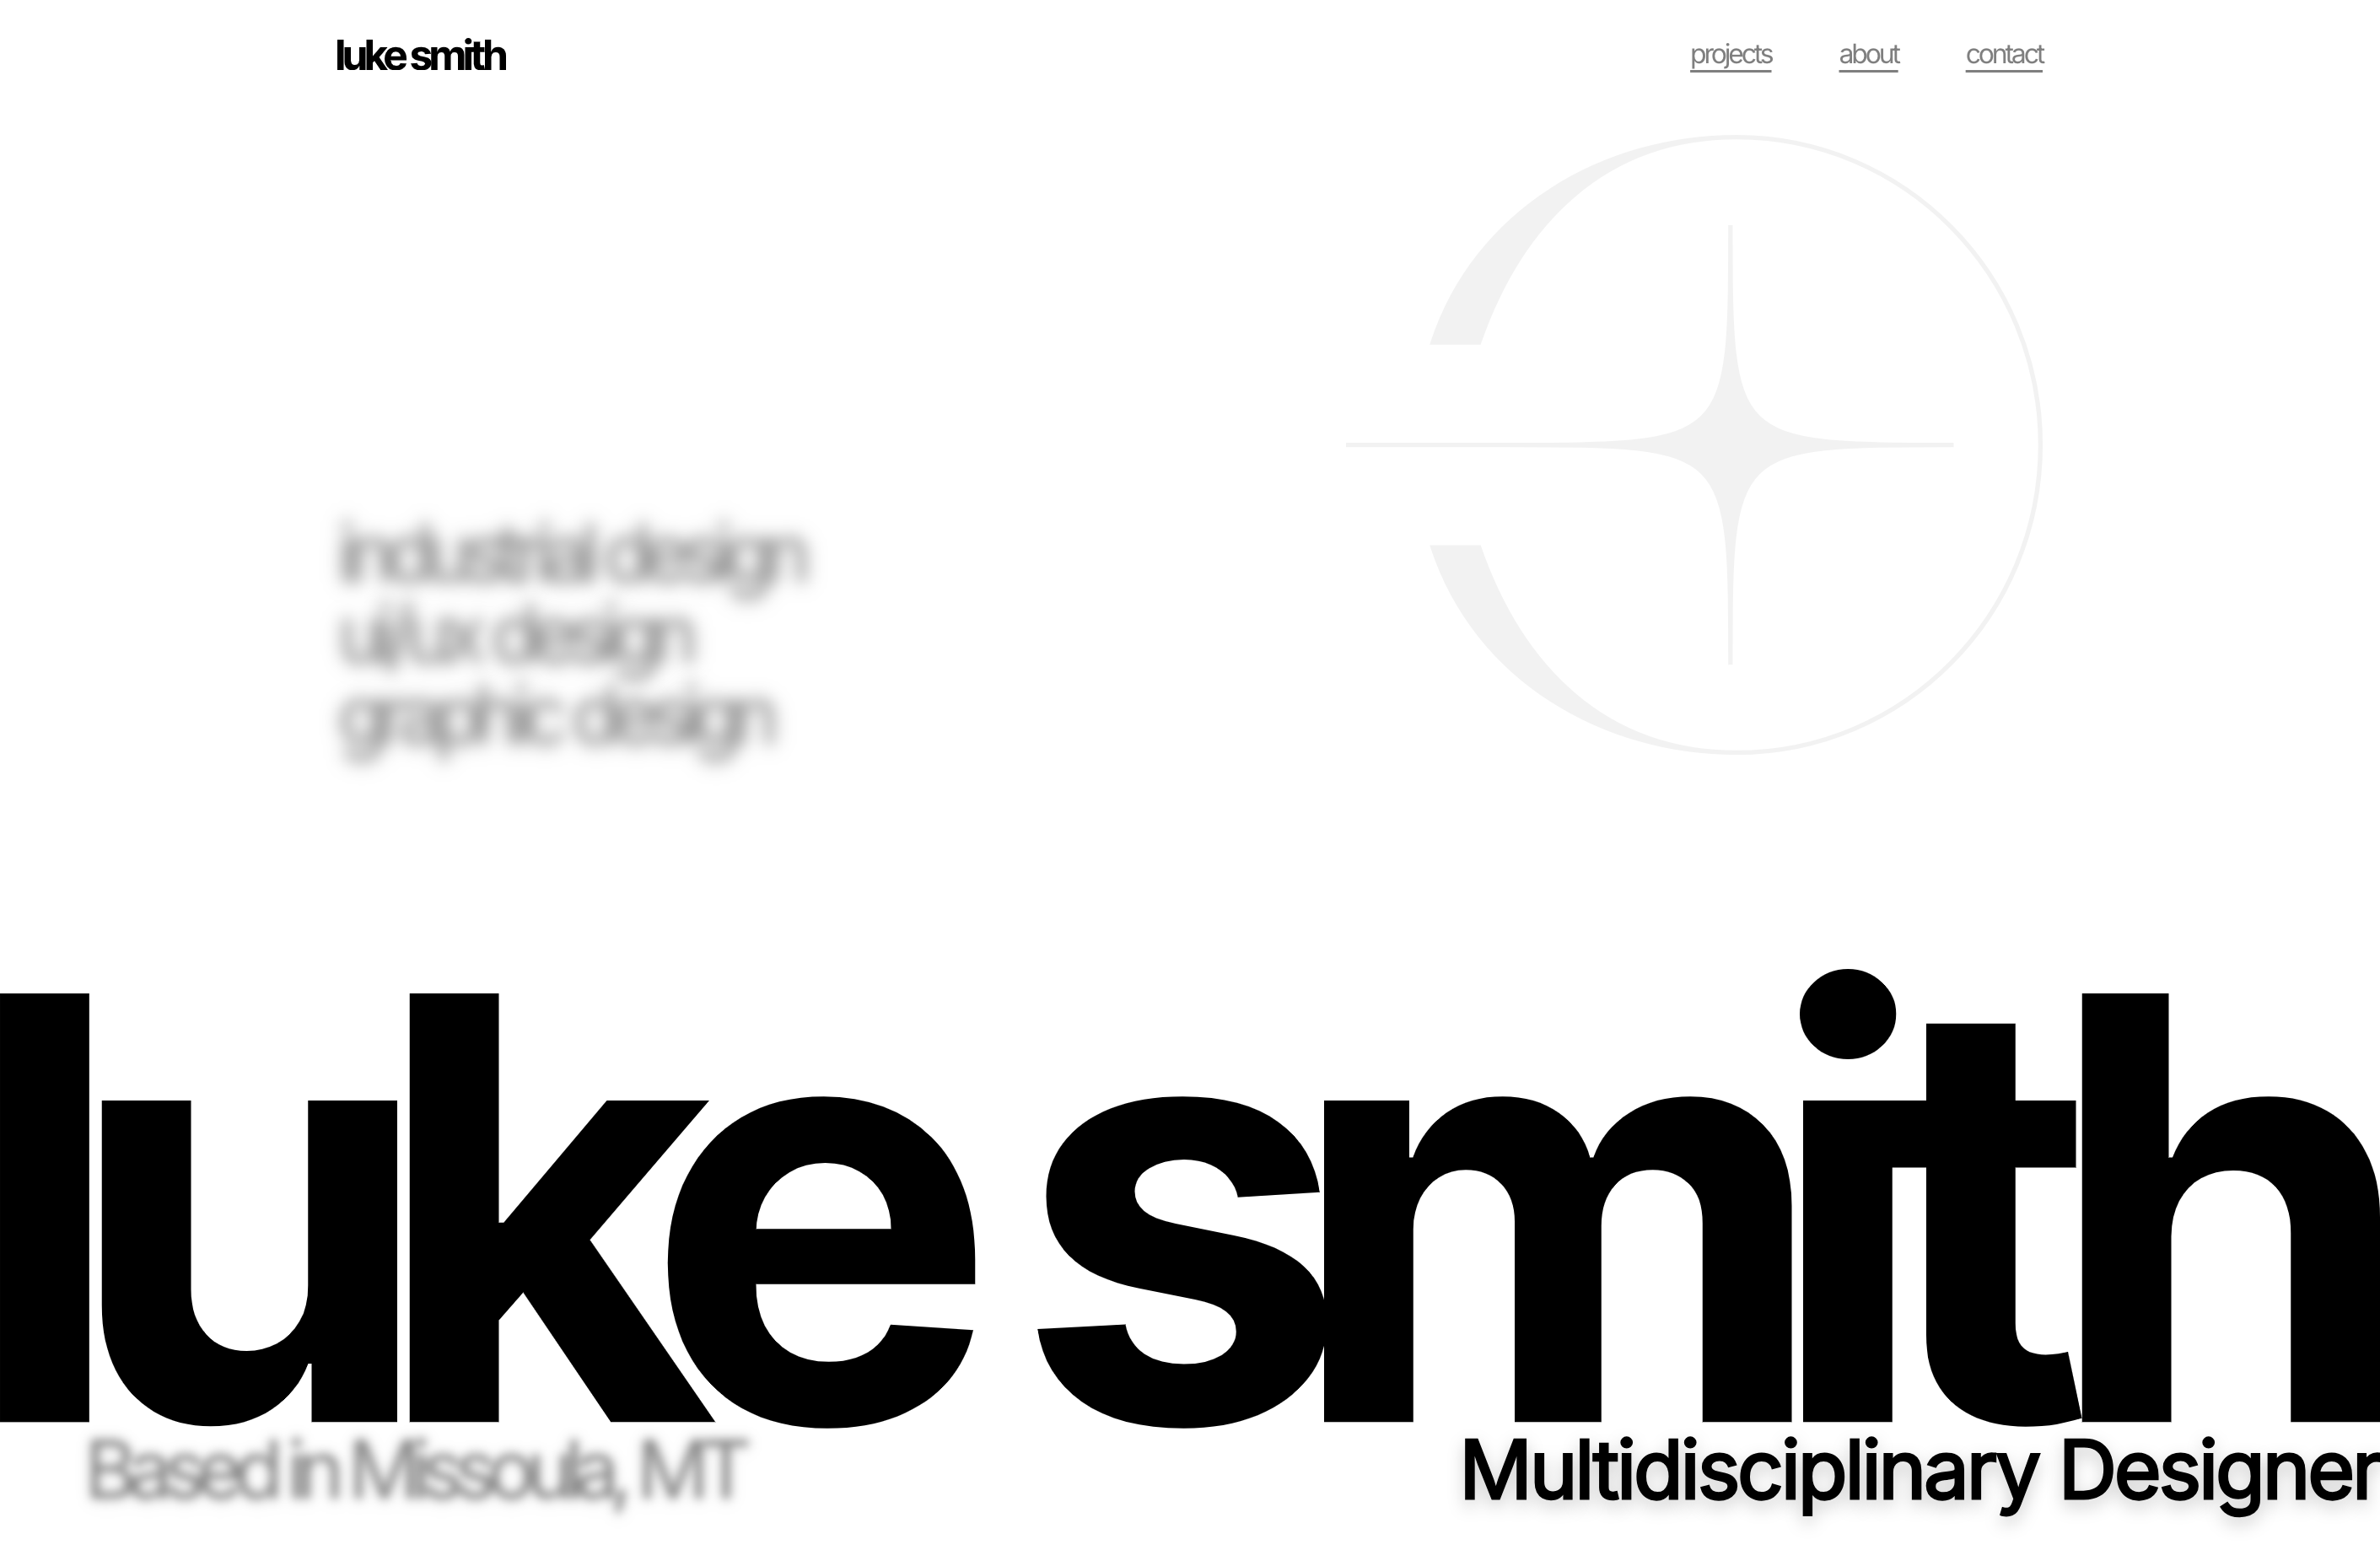 luke smith
projects about contact
industrial design
ui/ux design
graphic design
luke smith
Based in Missoula, MT
Multidisciplinary Designer